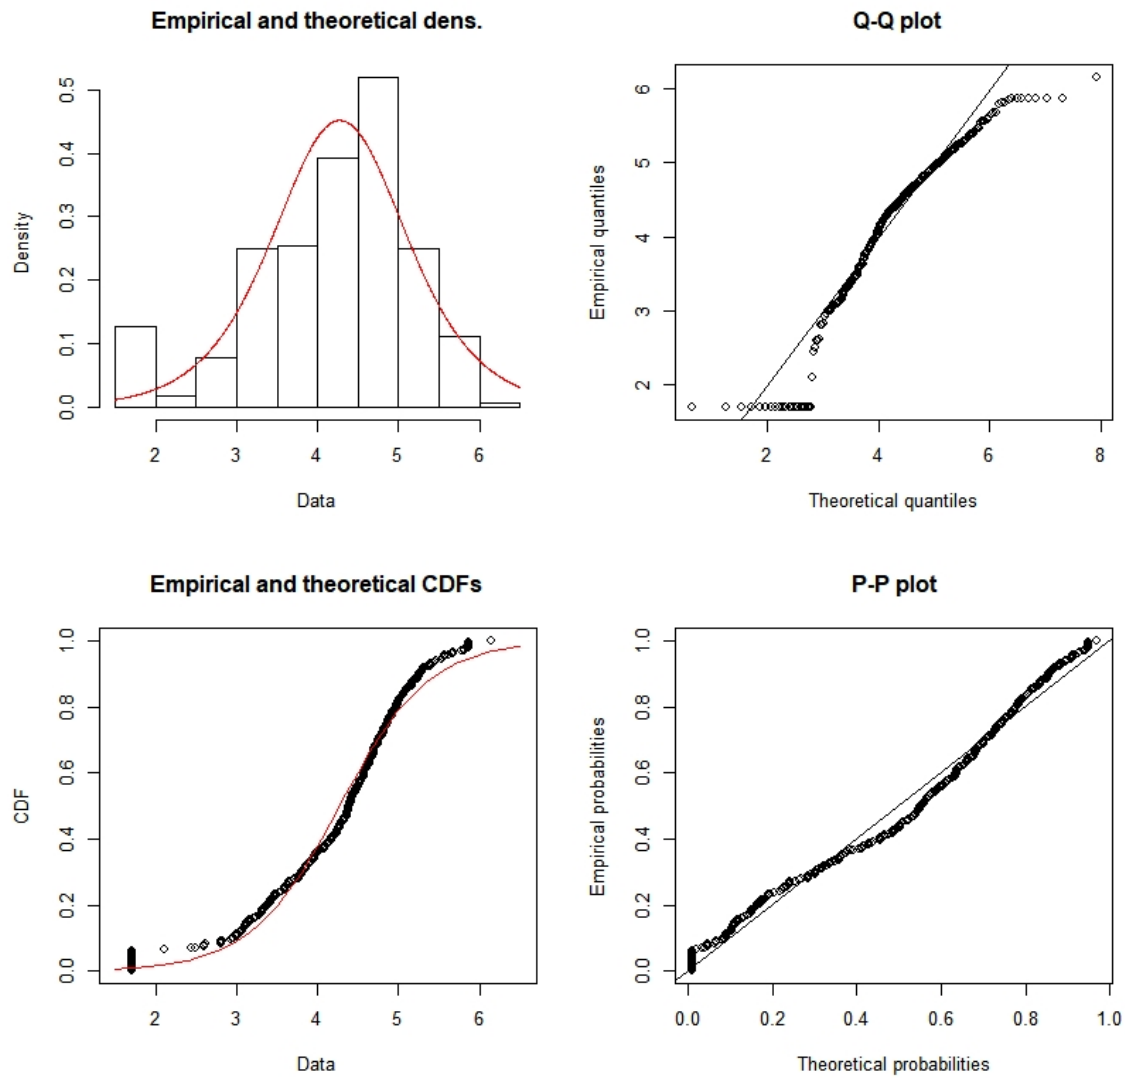 Empirical and theoretical dens.
Density
0.0 0.1 0.2 0.3 0.4 0.5
2 3 4 5 6
Data
Q-Q plot
Empirical quantiles
2 3 4 5 6
2 4 6 8
Theoretical quantiles
Empirical and theoretical CDFs
CDF
0.0 0.2 0.4 0.6 0.8 1.0
2 3 4 5 6
Data
P-P plot
Empirical probabilities
0.0 0.2 0.4 0.6 0.8 1.0
0.0 0.2 0.4 0.6 0.8 1.0
Theoretical probabilities